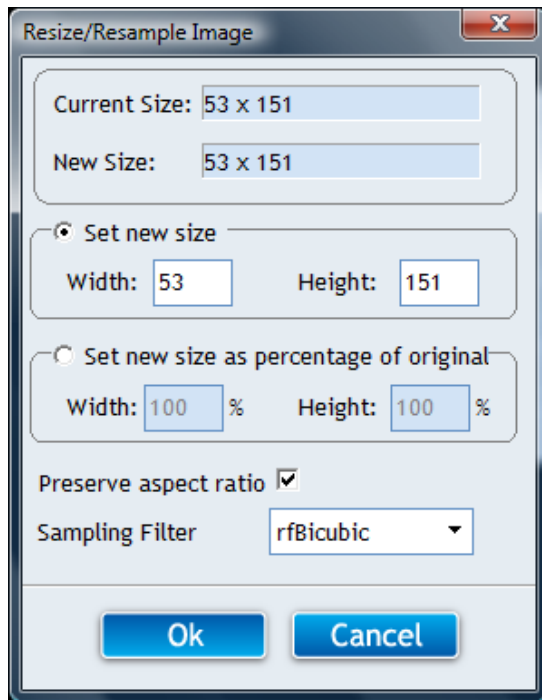 Resize/Resample Image
Current Size: 53 x 151
New Size: 53 x 151
Set new size
Width: 53 Height: 151
Set new size as percentage of original
Width: 100 % Height: 100 %
Preserve aspect ratio
Sampling Filter rfBicubic
Ok Cancel